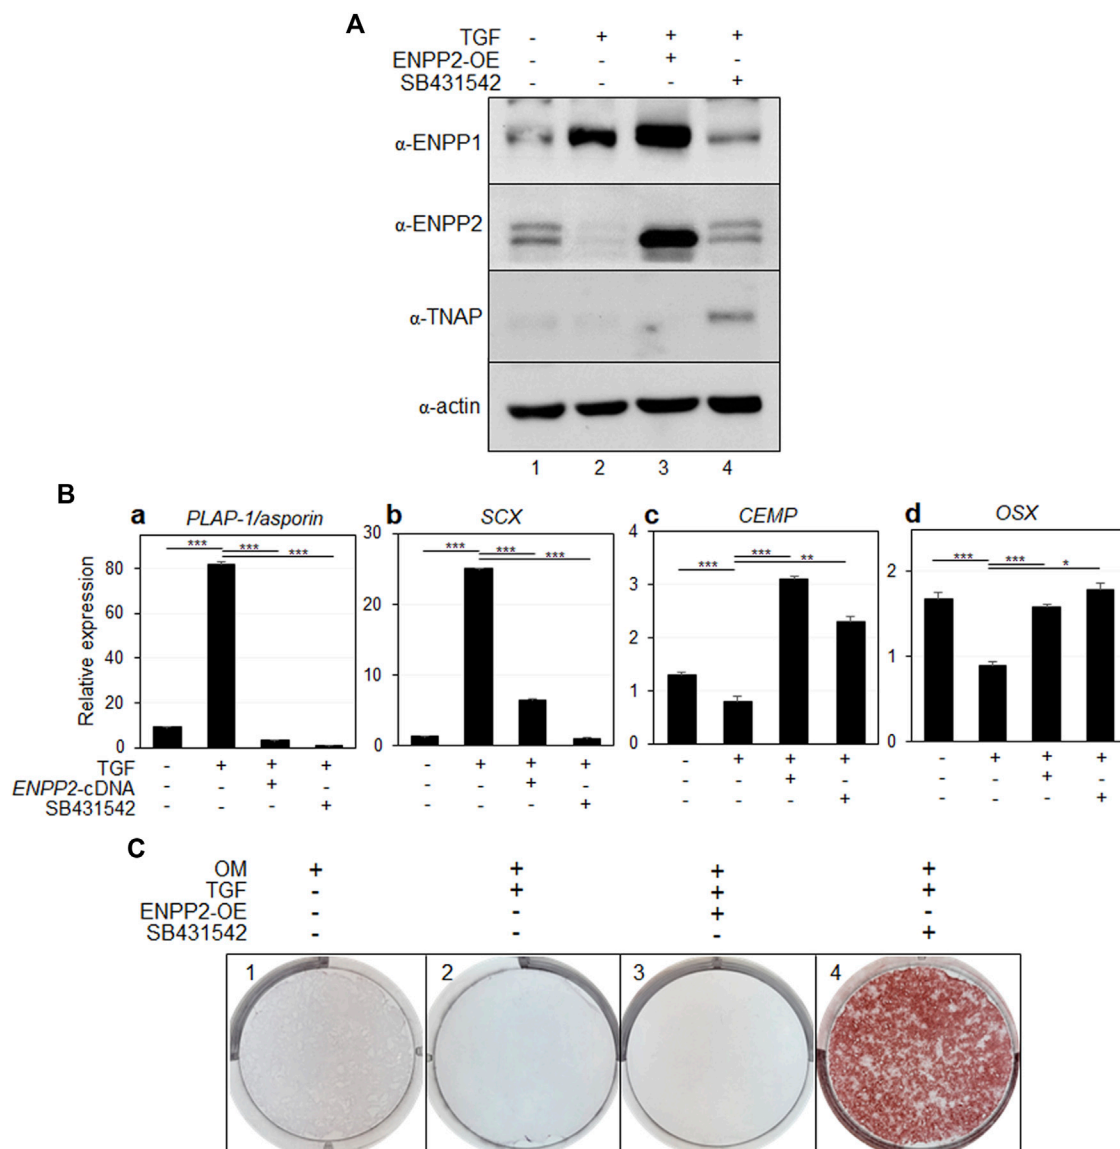 A
TGF - + + +
ENPP2-OE - - + -
SB431542 - - - +
α-ENPP1
α-ENPP2
α-TNAP
α-actin
1 2 3 4
B
a PLAP-1/asporin
b SCX
c CEMP
d OSX
*** *** ***
*** *** ***
*** *** **
*** *** *
Relative expression
80
60
40
20
0
30
20
10
0
4
3
2
1
0
2
1
0
TGF - + + + - + + + - + + + - + + +
ENPP2-cDNA - - + - - - + - - - + - - - + -
SB431542 - - - + - - - + - - - + - - - +
C
OM + + + +
TGF - + + +
ENPP2-OE - - + -
SB431542 - - - +
1 2 3 4